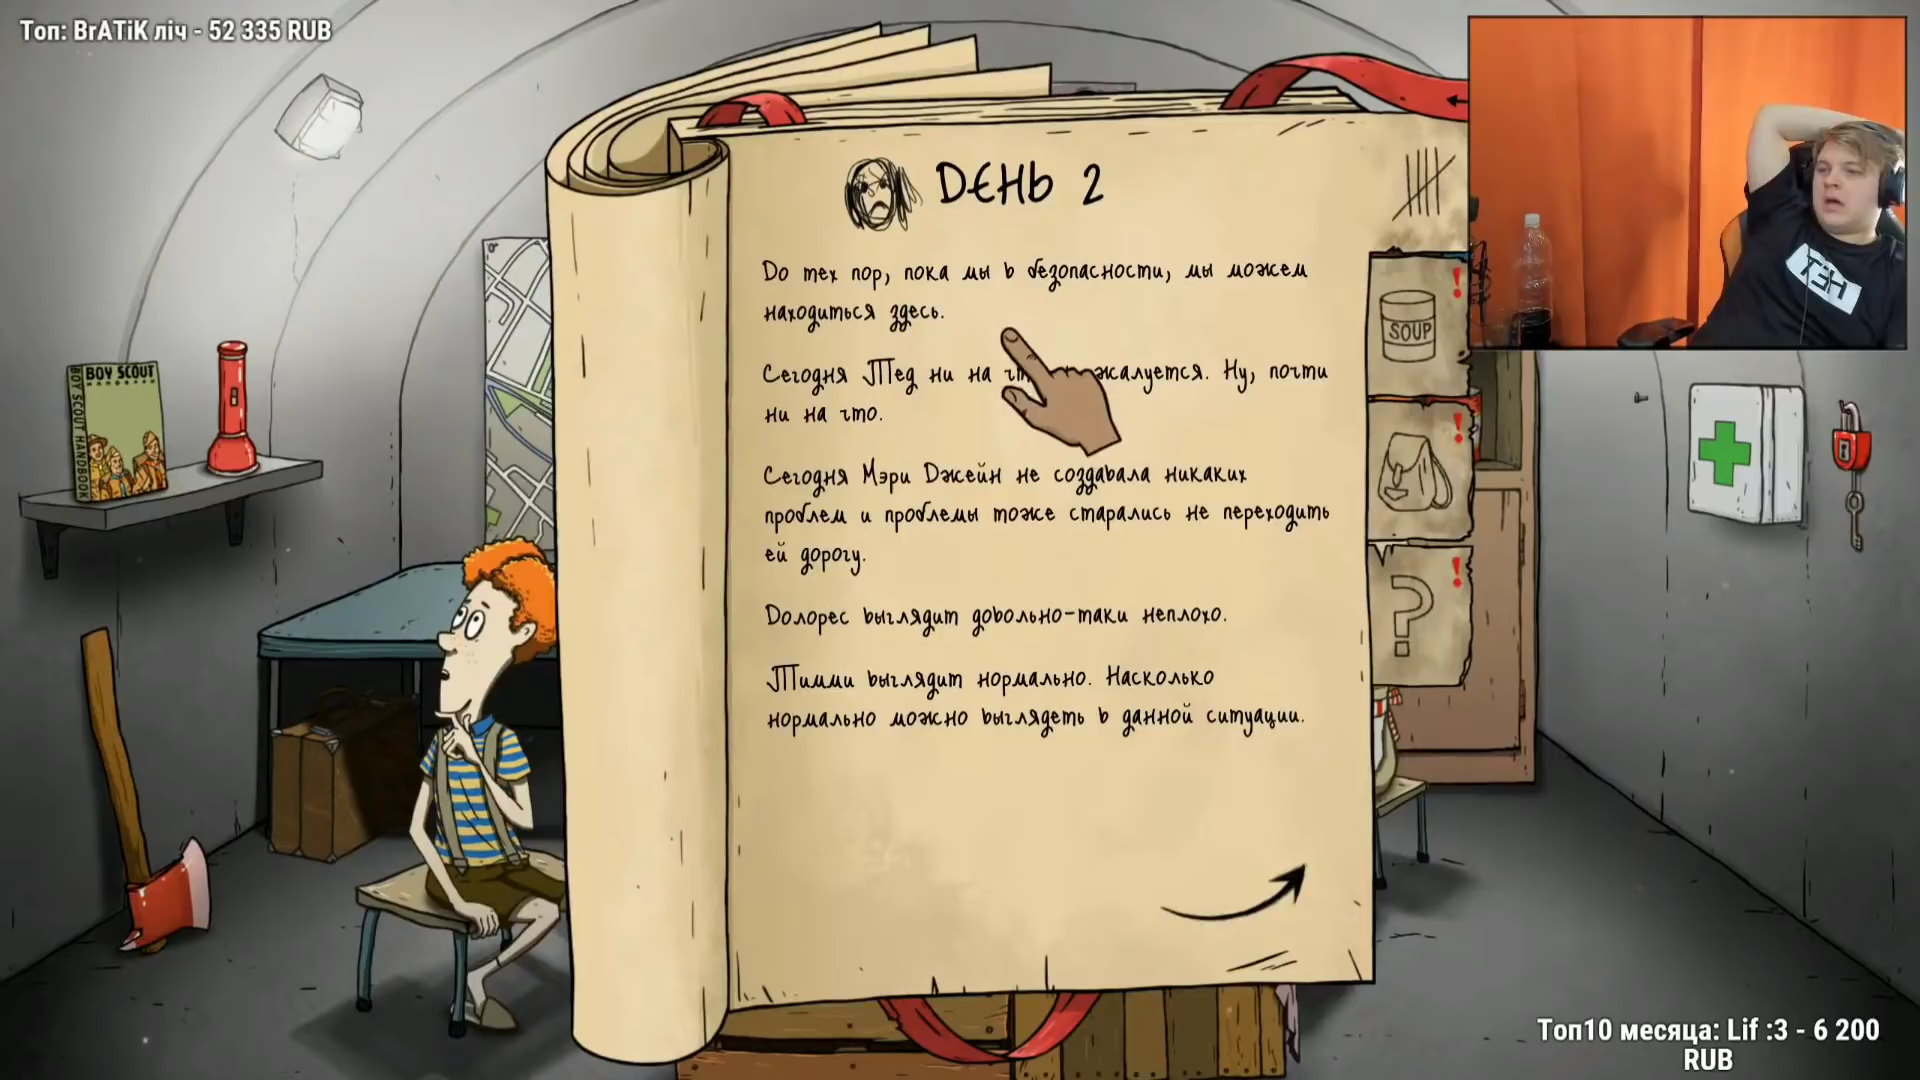 Топ: BrATiK ліч - 52 335 RUB
ДЕНЬ 2
До тех пор, пока мы в безопасности, мы можем
находиться здесь.
Сегодня Тед ни на жалуется. Ну, почти
ни на что.
Сегодня Мэри Джейн не создавала никаких
проблем и проблемы тоже старались не переходить
ей дорогу.
Долорес выглядит довольно-таки неплохо.
Тимми выглядит нормально. Насколько
нормально можно выглядеть в данной ситуации.
SOUP
!
!
!
?
BOY SCOUT
HANDBOOK
BOY SCOUT HANDBOOK
НЕТ
Топ10 месяца: Lif :3 - 6 200
RUB